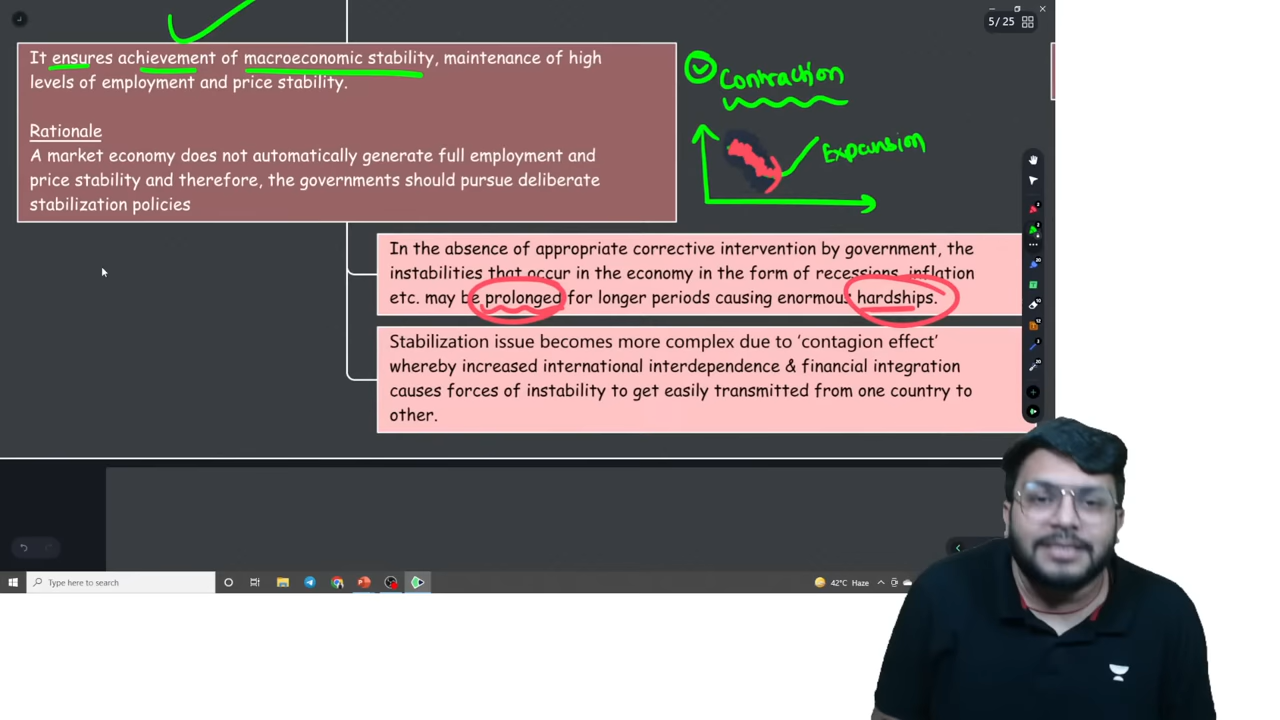 5/25
It ensures achievement of macroeconomic stability, maintenance of high
levels of employment and price stability.
Rationale
A market economy does not automatically generate full employment and
price stability and therefore, the governments should pursue deliberate
stabilization policies
Contraction
Expansion
In the absence of appropriate corrective intervention by government, the
instabilities that occur in the economy in the form of recessions, inflation
etc. may be prolonged for longer periods causing enormous hardships.
Stabilization issue becomes more complex due to ‘contagion effect’
whereby increased international interdependence & financial integration
causes forces of instability to get easily transmitted from one country to
other.
Type here to search
42°C Haze